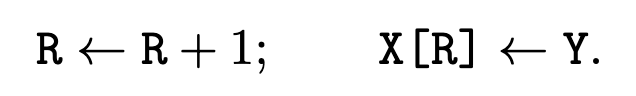 R ← R + 1; X[R] ← Y.